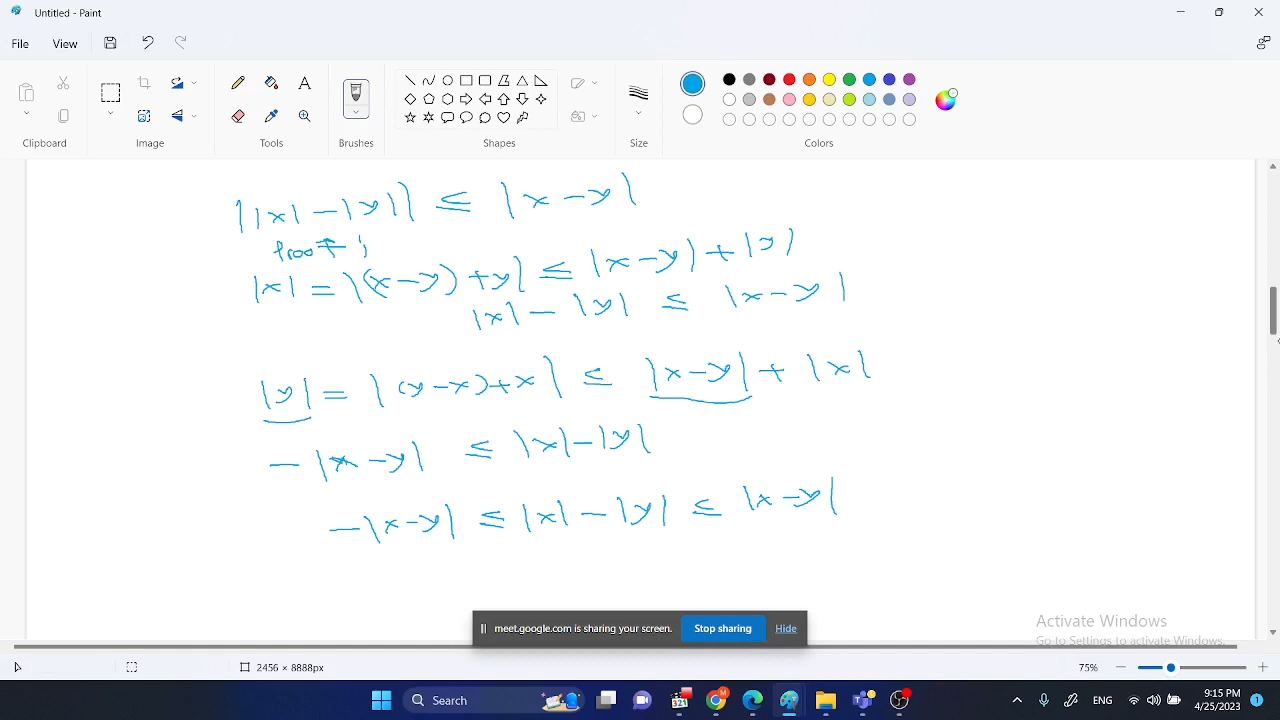 Untitled - Paint
File View
Clipboard Image Tools Brushes Shapes Size Colors
||x| - |y|| ≤ |x - y|
Proof:
|x| = |(x - y) + y| ≤ |x - y| + |y|
|x| - |y| ≤ |x - y|
|y| = |(y - x) + x| ≤ |x - y| + |x|
- |x - y| ≤ |x| - |y|
- |x - y| ≤ |x| - |y| ≤ |x - y|
meet.google.com is sharing your screen. Stop sharing Hide
Activate Windows
Go to Settings to activate Windows.
2456 × 8888px 75%
Search ENG 9:15 PM
4/25/2023